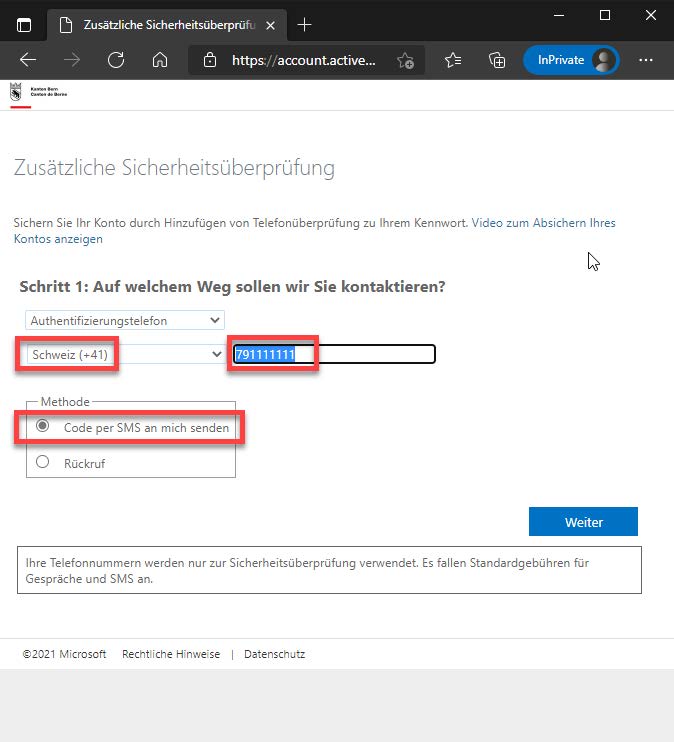 Zusätzliche Sicherheitsüberprüfu
https://account.active...
InPrivate
Kanton Bern
Canton de Berne
Zusätzliche Sicherheitsüberprüfung
Sichern Sie Ihr Konto durch Hinzufügen von Telefonüberprüfung zu Ihrem Kennwort. Video zum Absichern Ihres
Kontos anzeigen
Schritt 1: Auf welchem Weg sollen wir Sie kontaktieren?
Authentifizierungstelefon
Schweiz (+41)
791111111
Methode
Code per SMS an mich senden
Rückruf
Weiter
Ihre Telefonnummern werden nur zur Sicherheitsüberprüfung verwendet. Es fallen Standardgebühren für
Gespräche und SMS an.
©2021 Microsoft Rechtliche Hinweise | Datenschutz